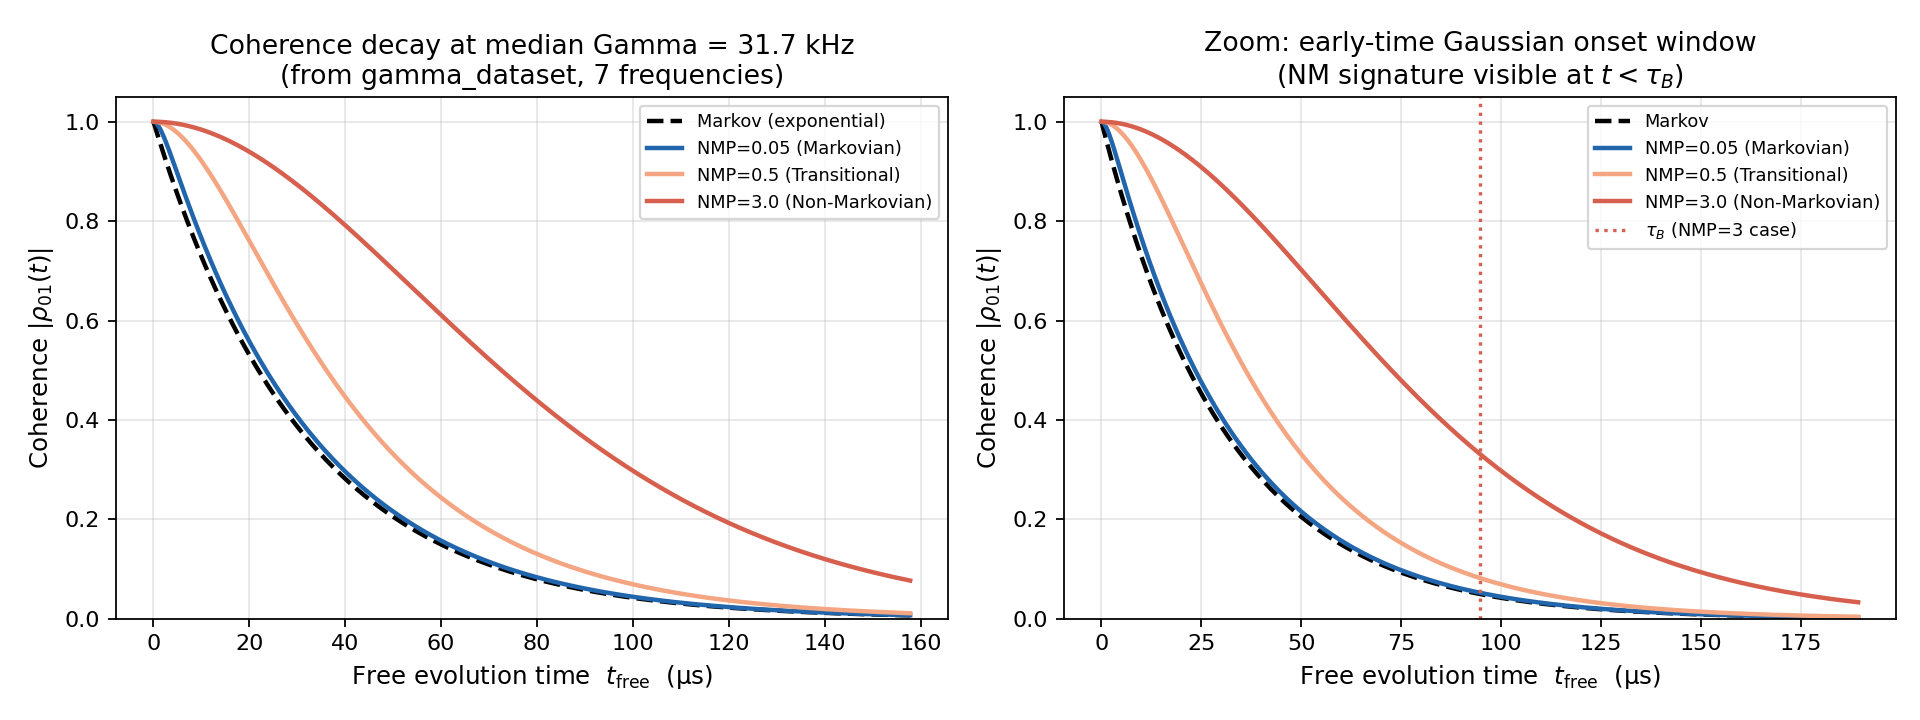 Coherence decay at median Gamma = 31.7 kHz
(from gamma_dataset, 7 frequencies)
1.0
0.8
0.6
0.4
0.2
0.0
Coherence |ρ01(t)|
Markov (exponential)
NMP=0.05 (Markovian)
NMP=0.5 (Transitional)
NMP=3.0 (Non-Markovian)
0 20 40 60 80 100 120 140 160
Free evolution time t_free (µs)
Zoom: early-time Gaussian onset window
(NM signature visible at t < τ_B)
1.0
0.8
0.6
0.4
0.2
0.0
Coherence |ρ01(t)|
Markov
NMP=0.05 (Markovian)
NMP=0.5 (Transitional)
NMP=3.0 (Non-Markovian)
τ_B (NMP=3 case)
0 25 50 75 100 125 150 175
Free evolution time t_free (µs)